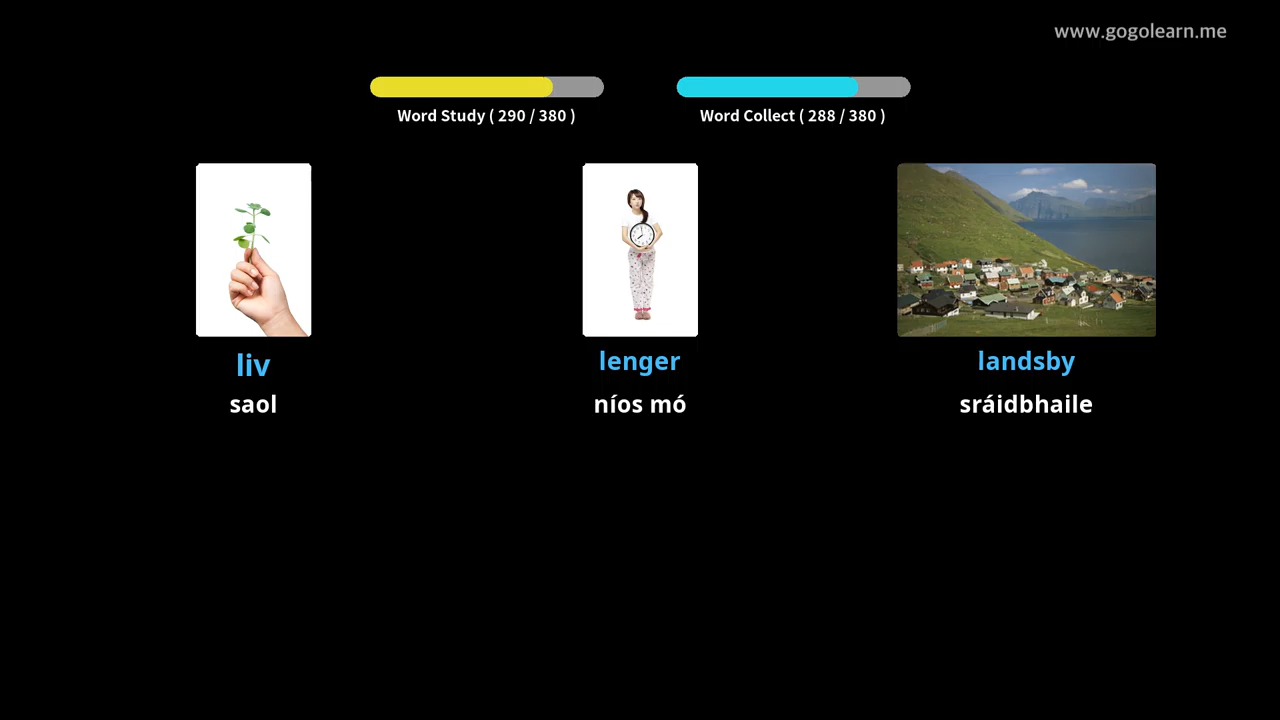 www.gogolearn.me
Word Study ( 290 / 380 )
Word Collect ( 288 / 380 )
liv
saol
lenger
níos mó
landsby
sráidbhaile